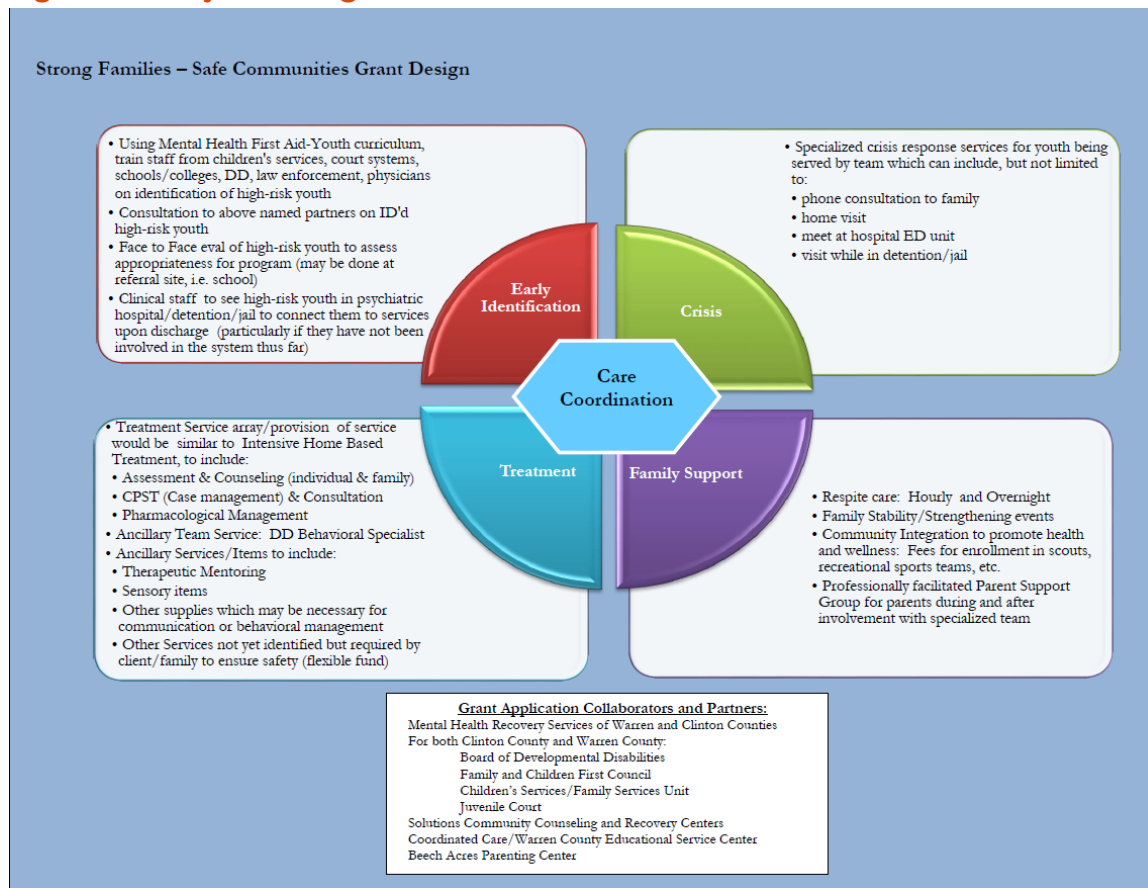 Strong Families – Safe Communities Grant Design
• Using Mental Health First Aid-Youth curriculum,
train staff from children's services, court systems,
schools/colleges, DD, law enforcement, physicians
on identification of high-risk youth
• Consultation to above named partners on ID'd
high-risk youth
• Face to Face eval of high-risk youth to assess
appropriateness for program (may be done at
referral site, i.e. school)
• Clinical staff to see high-risk youth in psychiatric
hospital/detention/jail to connect them to services
upon discharge (particularly if they have not been
involved in the system thus far)
• Specialized crisis response services for youth being
served by team which can include, but not limited
to:
• phone consultation to family
• home visit
• meet at hospital ED unit
• visit while in detention/jail
Early
Identification
Crisis
Care
Coordination
Treatment
Family Support
• Treatment Service array/provision of service
would be similar to Intensive Home Based
Treatment, to include:
• Assessment & Counseling (individual & family)
• CPST (Case management) & Consultation
• Pharmacological Management
• Ancillary Team Service: DD Behavioral Specialist
• Ancillary Services/Items to include:
• Therapeutic Mentoring
• Sensory items
• Other supplies which may be necessary for
communication or behavioral management
• Other Services not yet identified but required by
client/family to ensure safety (flexible fund)
• Respite care: Hourly and Overnight
• Family Stability/Strengthening events
• Community Integration to promote health
and wellness: Fees for enrollment in scouts,
recreational sports teams, etc.
• Professionally facilitated Parent Support
Group for parents during and after
involvement with specialized team
Grant Application Collaborators and Partners:
Mental Health Recovery Services of Warren and Clinton Counties
For both Clinton County and Warren County:
Board of Developmental Disabilities
Family and Children First Council
Children's Services/Family Services Unit
Juvenile Court
Solutions Community Counseling and Recovery Centers
Coordinated Care/Warren County Educational Service Center
Beech Acres Parenting Center